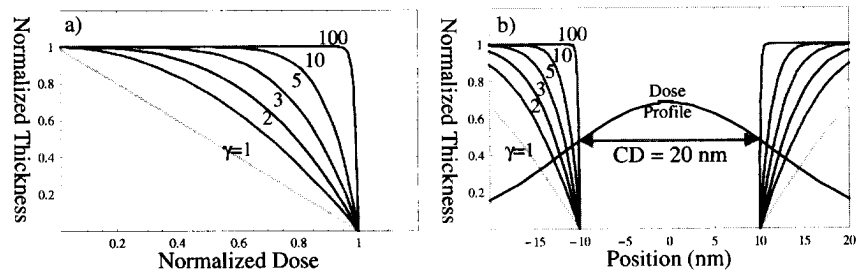 a)
Normalized Thickness
1
0.8
0.6
0.4
0.2
100
10
5
3
2
γ=1
0.2 0.4 0.6 0.8 1
Normalized Dose
b)
Normalized Thickness
1
0.8
0.6
0.4
0.2
100
10
5
3
2
γ=1
Dose
Profile
CD = 20 nm
-15 -10 -5 0 5 10 15 20
Position (nm)